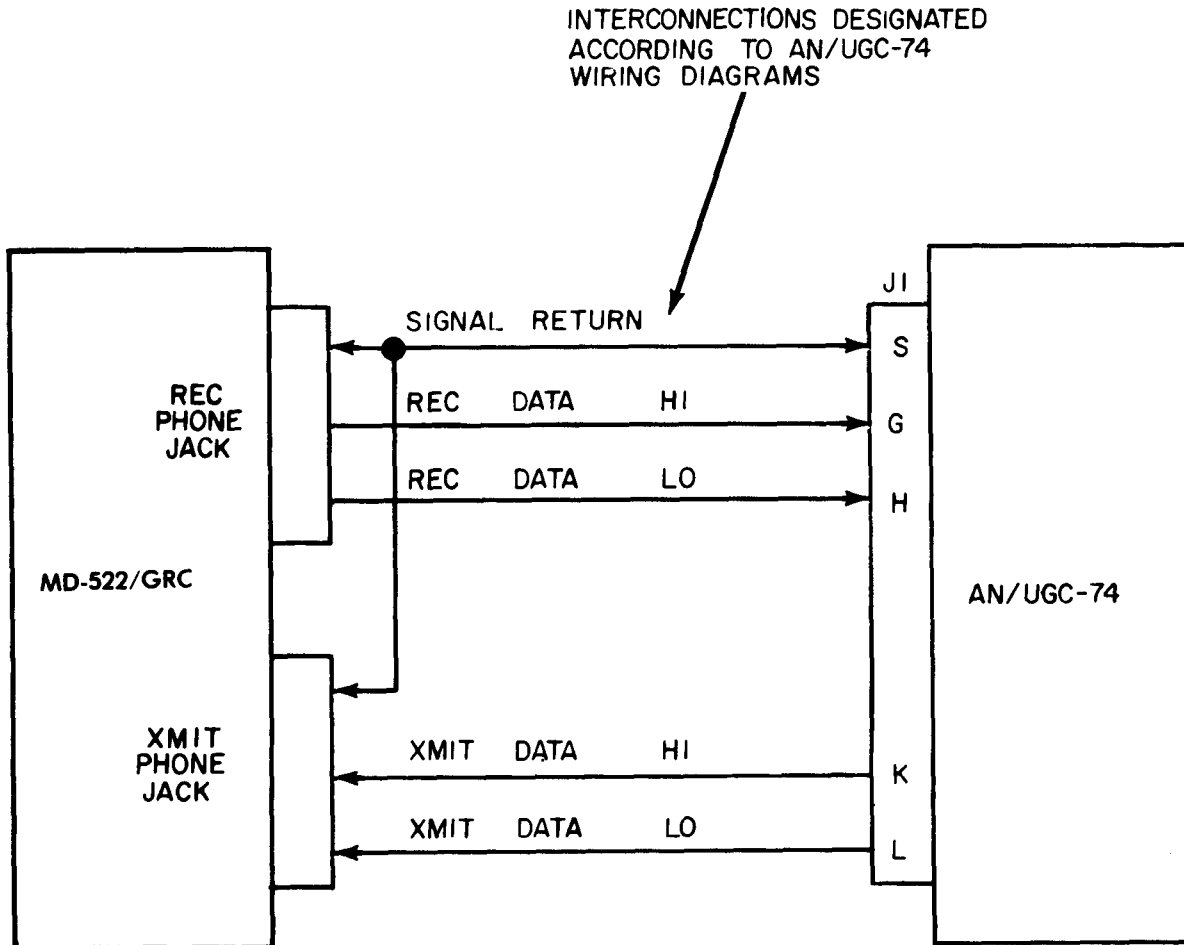 INTERCONNECTIONS DESIGNATED
ACCORDING TO AN/UGC-74
WIRING DIAGRAMS
J1
SIGNAL RETURN
S
REC
PHONE
JACK
REC DATA HI
G
REC DATA LO
H
MD-522/GRC
AN/UGC-74
XMIT
PHONE
JACK
XMIT DATA HI
K
XMIT DATA LO
L